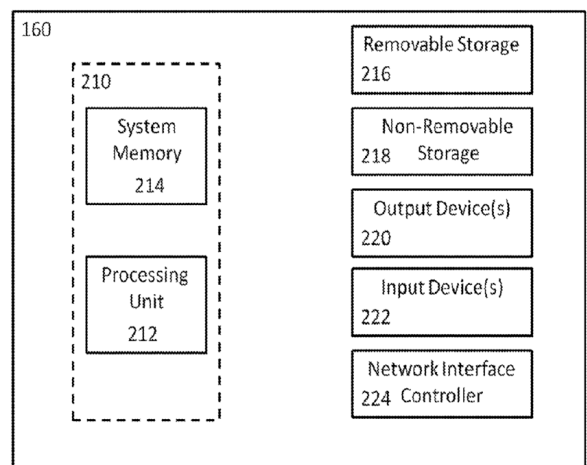 160
210
System
Memory
214
Processing
Unit
212
Removable Storage
216
Non-Removable
218 Storage
Output Device(s)
220
Input Device(s)
222
Network Interface
224 Controller